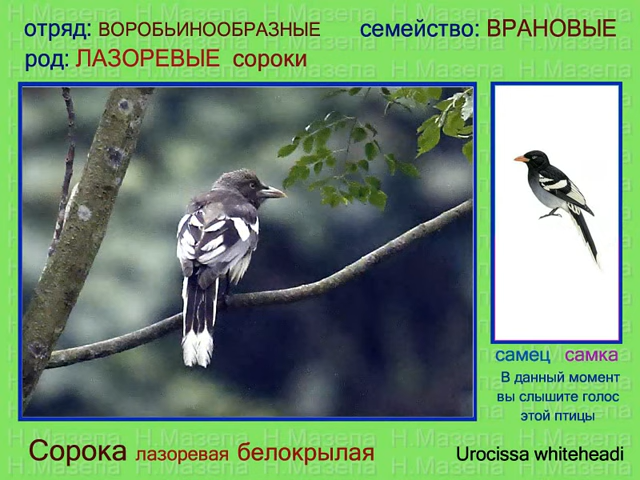 отряд: ВОРОБЬИНООБРАЗНЫЕ семейство: ВРАНОВЫЕ
род: ЛАЗОРЕВЫЕ сороки
самец самка
В данный момент
вы слышите голос
этой птицы
Сорока лазоревая белокрылая Urocissa whiteheadi
Н.Мазепа